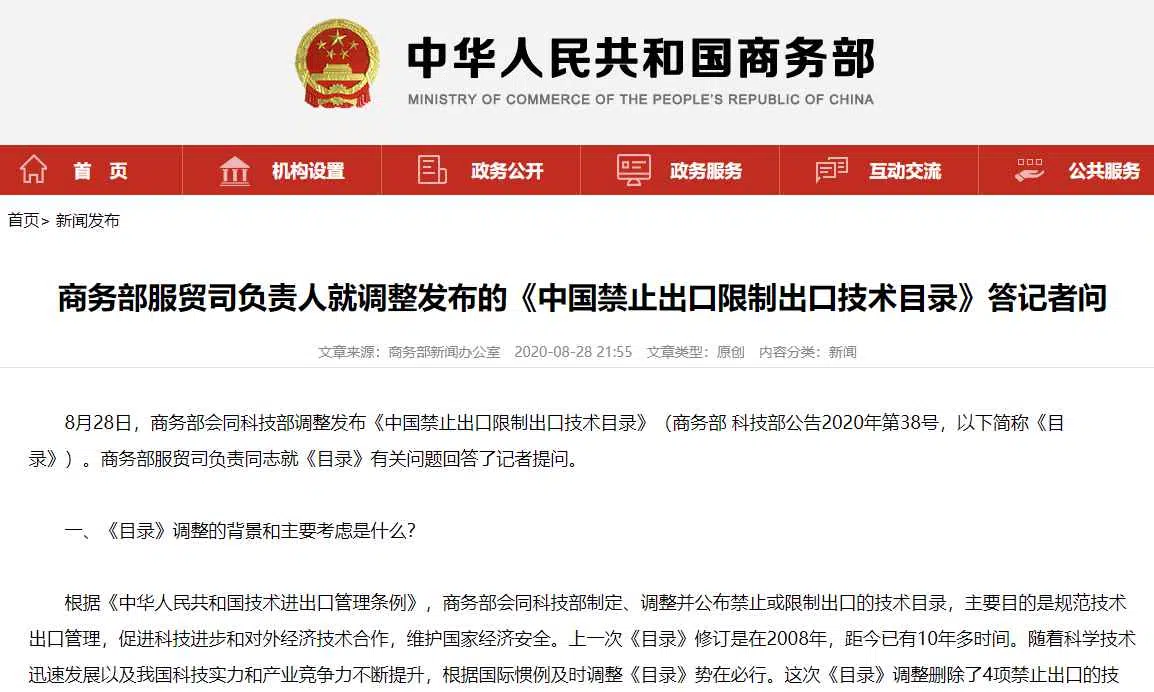 中华人民共和国商务部
MINISTRY OF COMMERCE OF THE PEOPLE'S REPUBLIC OF CHINA
首 页 机构设置 政务公开 政务服务 互动交流 公共服务
首页> 新闻发布
商务部服贸司负责人就调整发布的《中国禁止出口限制出口技术目录》答记者问
文章来源：商务部新闻办公室 2020-08-28 21:55 文章类型：原创 内容分类：新闻
8月28日，商务部会同科技部调整发布《中国禁止出口限制出口技术目录》（商务部 科技部公告2020年第38号，以下简称《目
录》）。商务部服贸司负责同志就《目录》有关问题回答了记者提问。
一、《目录》调整的背景和主要考虑是什么？
根据《中华人民共和国技术进出口管理条例》，商务部会同科技部制定、调整并公布禁止或限制出口的技术目录，主要目的是规范技术
出口管理，促进科技进步和对外经济技术合作，维护国家经济安全。上一次《目录》修订是在2008年，距今已有10年多时间。随着科学技术
迅速发展以及我国科技实力和产业竞争力不断提升，根据国际惯例及时调整《目录》势在必行。这次《目录》调整删除了4项禁止出口的技